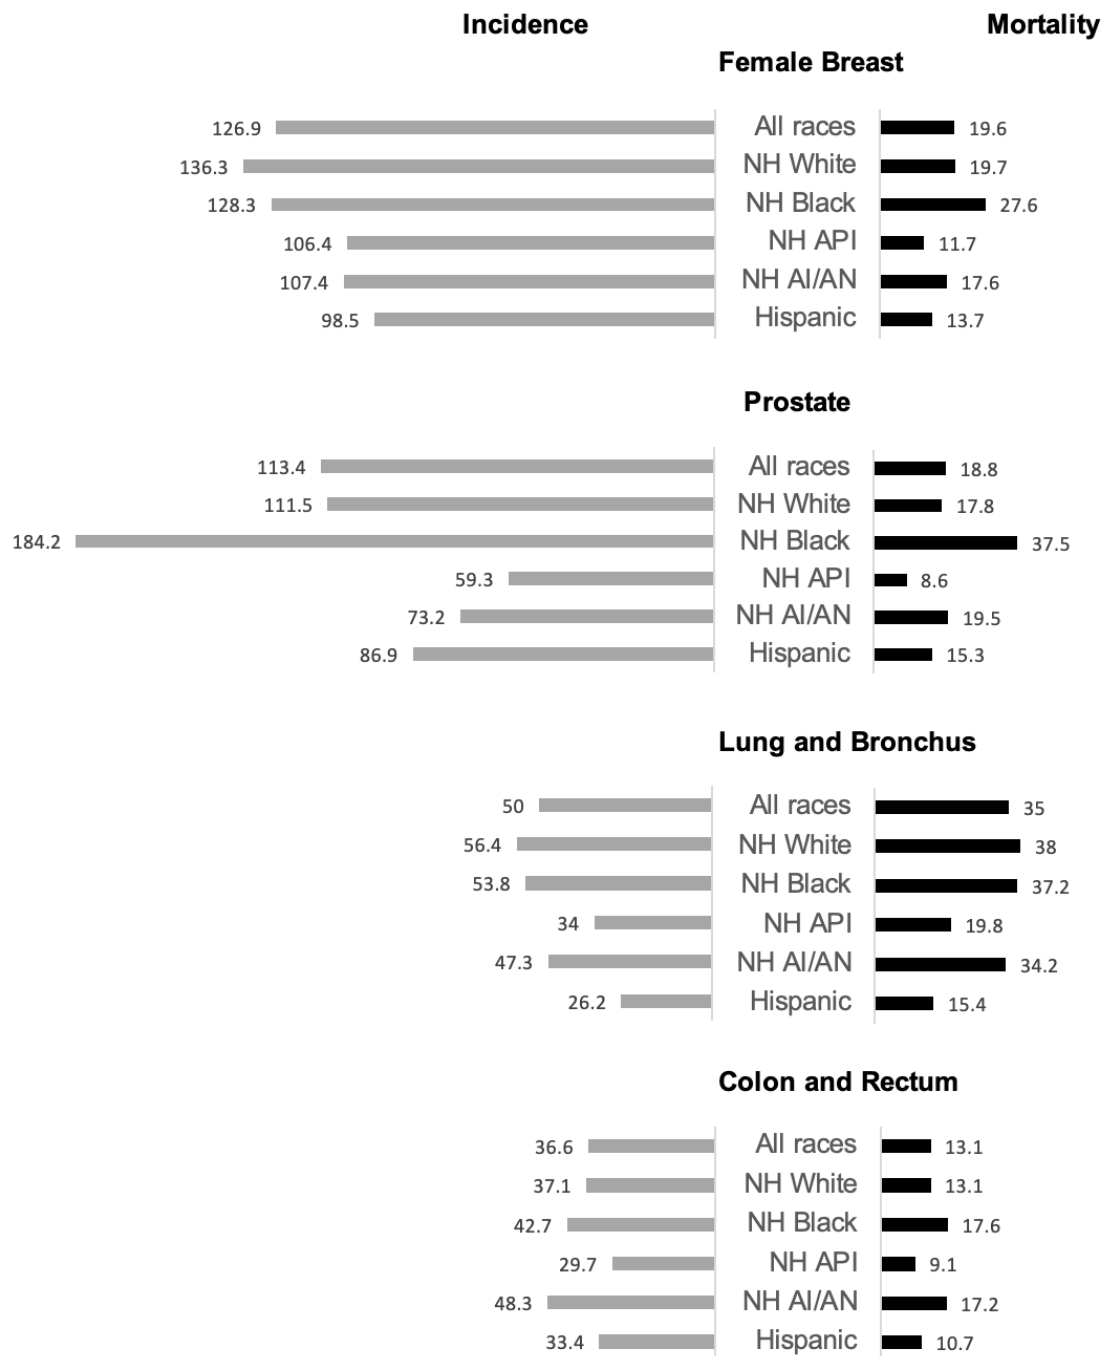 Incidence Mortality
Female Breast
126.9 All races 19.6
136.3 NH White 19.7
128.3 NH Black 27.6
106.4 NH API 11.7
107.4 NH AI/AN 17.6
98.5 Hispanic 13.7
Prostate
113.4 All races 18.8
111.5 NH White 17.8
184.2 NH Black 37.5
59.3 NH API 8.6
73.2 NH AI/AN 19.5
86.9 Hispanic 15.3
Lung and Bronchus
50 All races 35
56.4 NH White 38
53.8 NH Black 37.2
34 NH API 19.8
47.3 NH AI/AN 34.2
26.2 Hispanic 15.4
Colon and Rectum
36.6 All races 13.1
37.1 NH White 13.1
42.7 NH Black 17.6
29.7 NH API 9.1
48.3 NH AI/AN 17.2
33.4 Hispanic 10.7